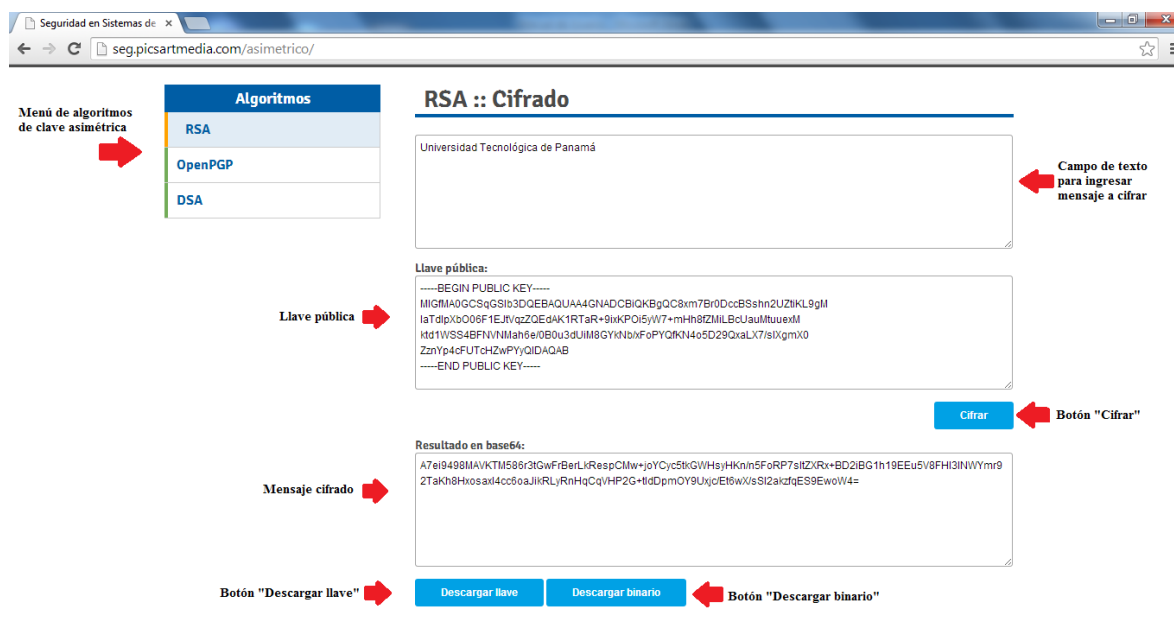 Seguridad en Sistemas de
seg.picsartmedia.com/asimetrico/
Menú de algoritmos
de clave asimétrica
Algoritmos
RSA
OpenPGP
DSA
RSA :: Cifrado
Universidad Tecnológica de Panamá
Campo de texto
para ingresar
mensaje a cifrar
Llave pública:
Llave pública
-----BEGIN PUBLIC KEY-----
MIGfMA0GCSqGSIb3DQEBAQUAA4GNADCBiQKBgQC8xm7Br0DccBSshn2UZtiKL9gM
IaTdIpXbO06F1EJtVqzZQEdAK1RTaR+9ixKPOi5yW7+mHh8fZMiLBcUauMtuuexM
ktd1WSS4BFNVNMah6e/0B0u3dUiM8GYkNb/xFoPYQfKN4o5D29QxaLX7/sIXgmX0
ZznYp4cFUTcHZwPYyQIDAQAB
-----END PUBLIC KEY-----
Cifrar
Botón "Cifrar"
Resultado en base64:
Mensaje cifrado
A7ei9498MAVKTM586r3tGwFrBerLkRespCMw+joYCyc5tkGWHsyHKn/n5FoRP7sItZXRx+BD2iBG1h19EEu5V8FHI3INWYmr9
2TaKh8Hxosaxl4cc6oaJikRLyRnHqCqVHP2G+tldDpmOY9Uxjc/Et6wX/sSI2akzfqES9EwoW4=
Botón "Descargar llave"
Descargar llave
Descargar binario
Botón "Descargar binario"